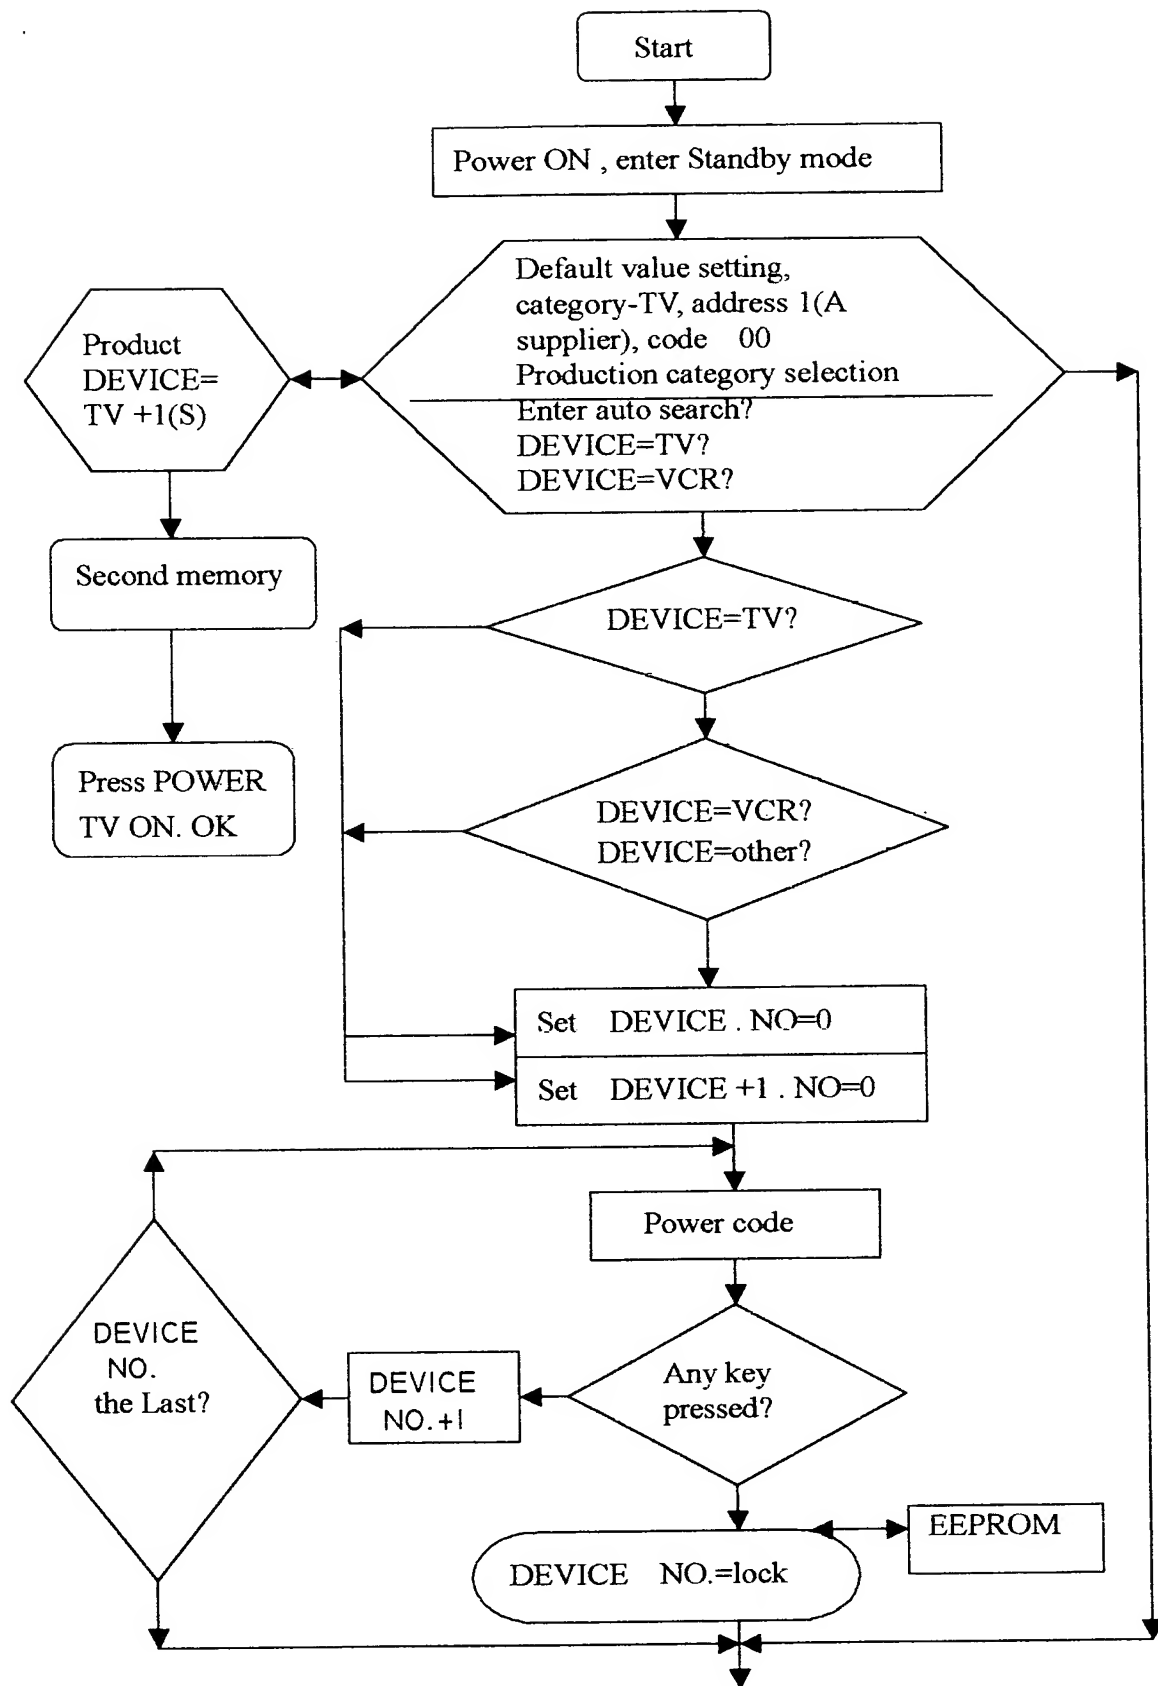 Start
Power ON , enter Standby mode
Default value setting,
category-TV, address 1(A
supplier), code 00
Production category selection
Enter auto search?
DEVICE=TV?
DEVICE=VCR?
Product
DEVICE=
TV +1(S)
Second memory
Press POWER
TV ON. OK
DEVICE=TV?
DEVICE=VCR?
DEVICE=other?
Set DEVICE . NO=0
Set DEVICE +1 . NO=0
Power code
Any key
pressed?
DEVICE
NO.+1
DEVICE
NO.
the Last?
DEVICE NO.=lock
EEPROM